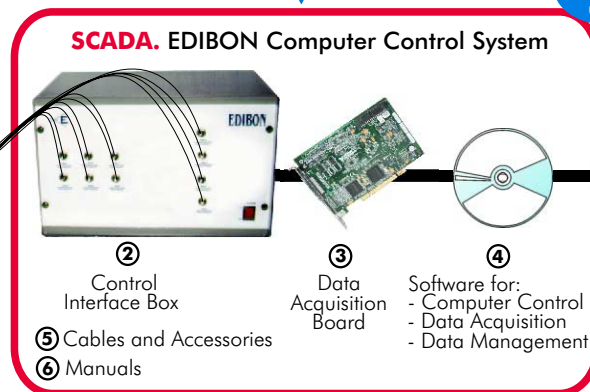 SCADA. EDIBON Computer Control System
EDIBON
②
Control
Interface Box
③
Data
Acquisition
Board
④
Software for:
- Computer Control
- Data Acquisition
- Data Management
⑤ Cables and Accessories
⑥ Manuals